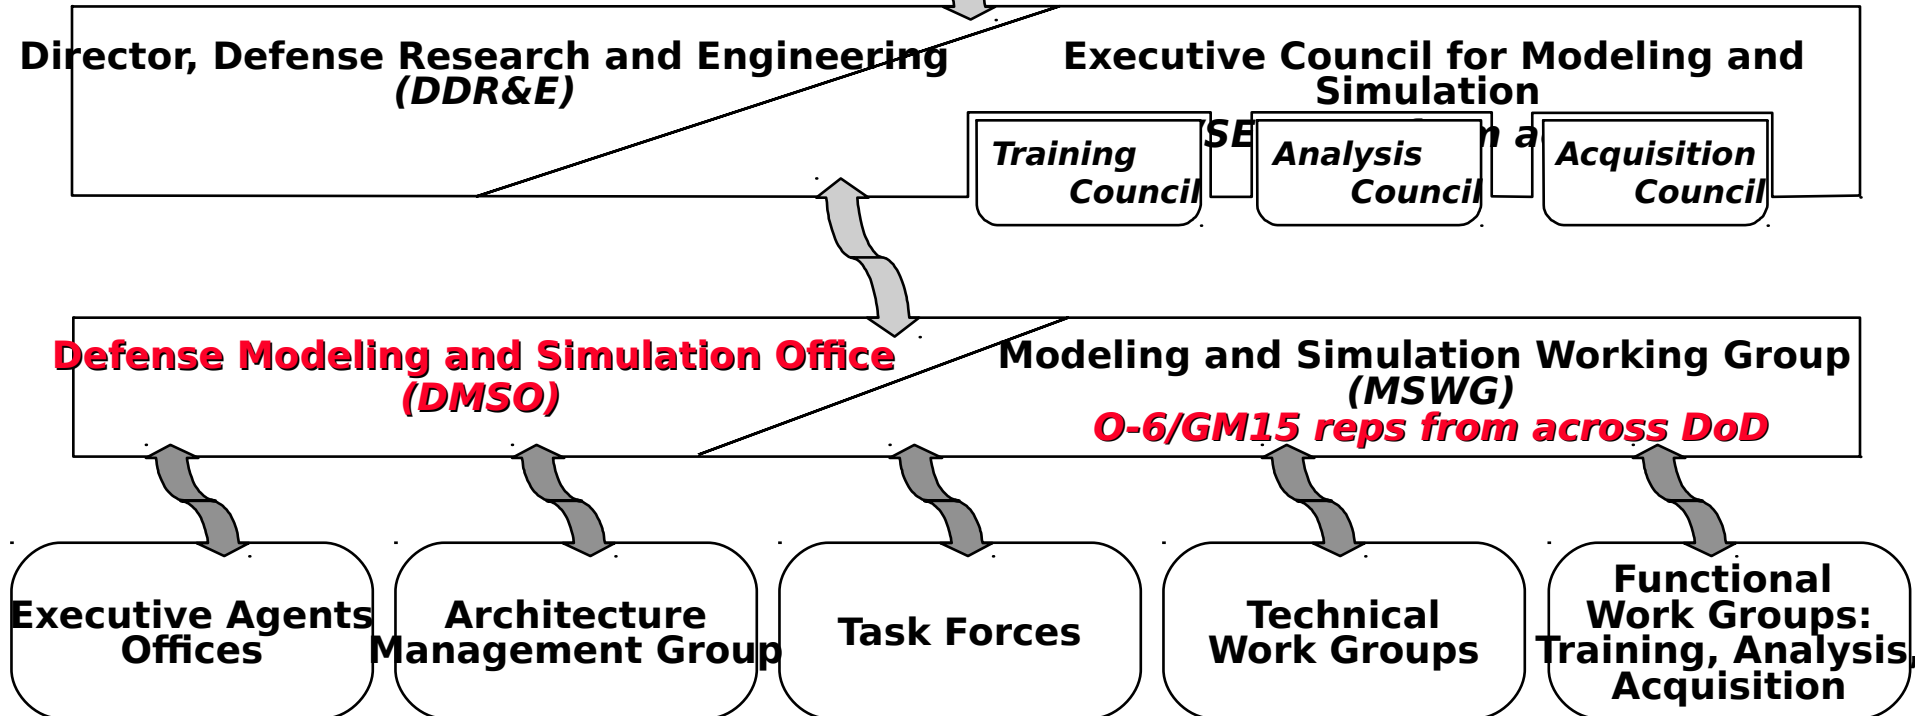 Director, Defense Research and Engineering
(DDR&E)
Executive Council for Modeling and
Simulation
Training
Council
Analysis
Council
Acquisition
Council
Defense Modeling and Simulation Office
(DMSO)
Modeling and Simulation Working Group
(MSWG)
O-6/GM15 reps from across DoD
Executive Agents
Offices
Architecture
Management Group
Task Forces
Technical
Work Groups
Functional
Work Groups:
Training, Analysis,
Acquisition